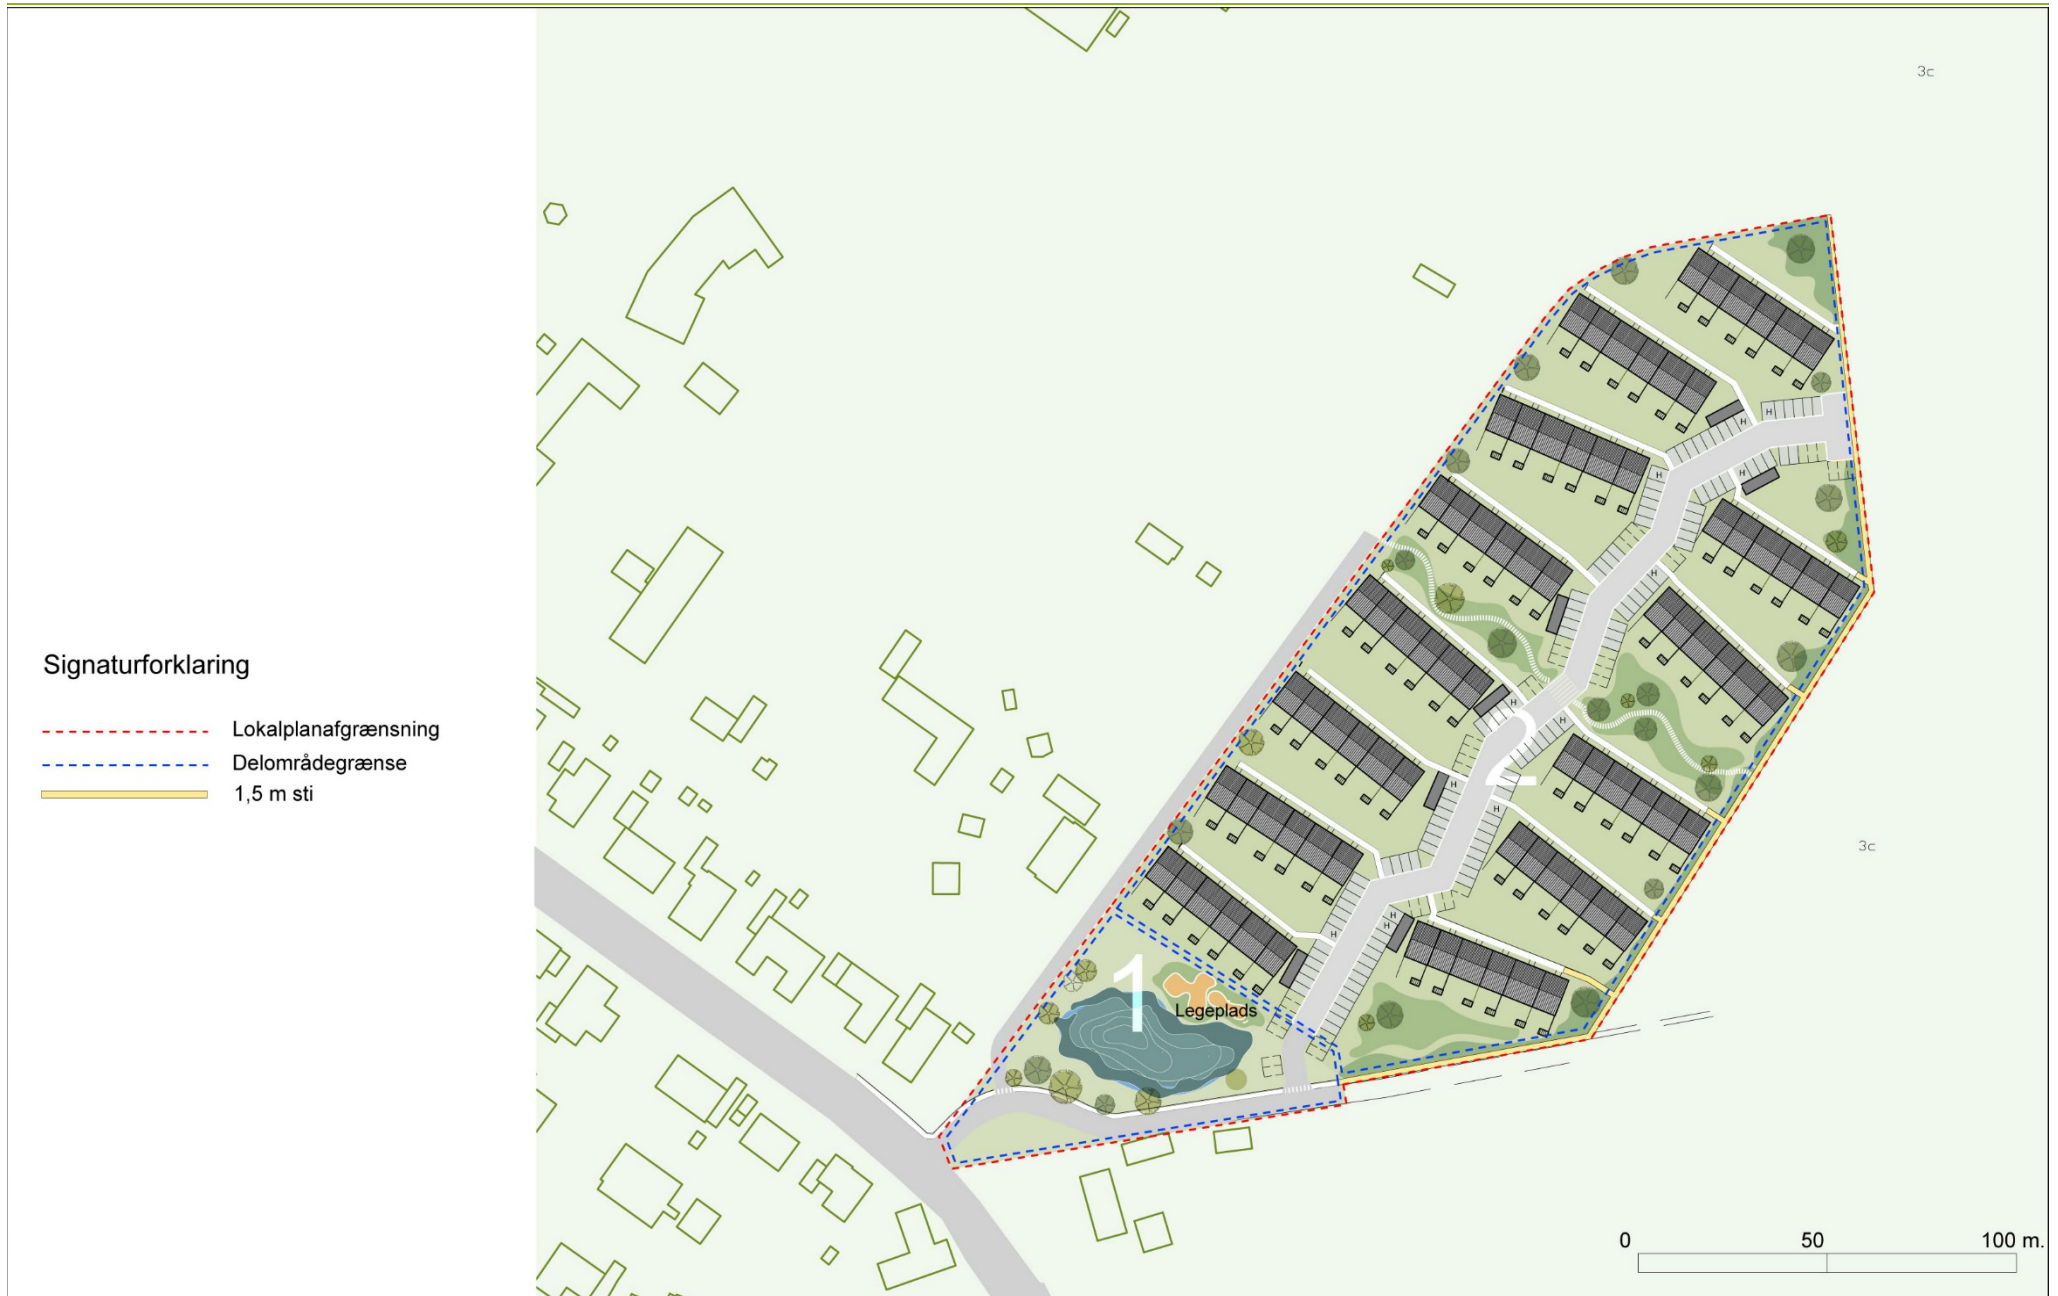 3c
Signaturforklaring
Lokalplanafgrænsning
Delområdegrænse
1,5 m sti
H
H
H
H
H
H
H
H
H
H
H
H
2
3c
1
Legeplads
0 50 100 m.